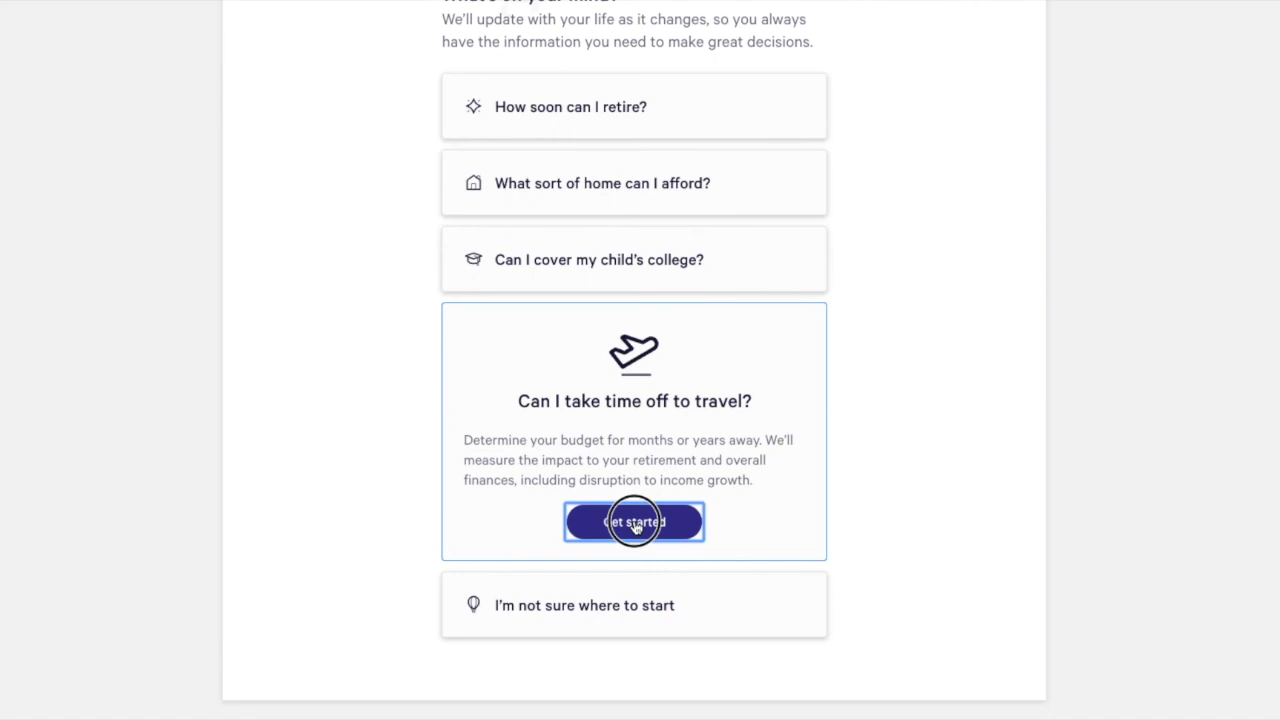 We'll update with your life as it changes, so you always
have the information you need to make great decisions.
How soon can I retire?
What sort of home can I afford?
Can I cover my child's college?
Can I take time off to travel?
Determine your budget for months or years away. We'll
measure the impact to your retirement and overall
finances, including disruption to income growth.
Get started
I'm not sure where to start